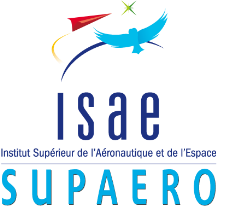 isae
Institut Supérieur de l'Aéronautique et de l'Espace
SUPAERO